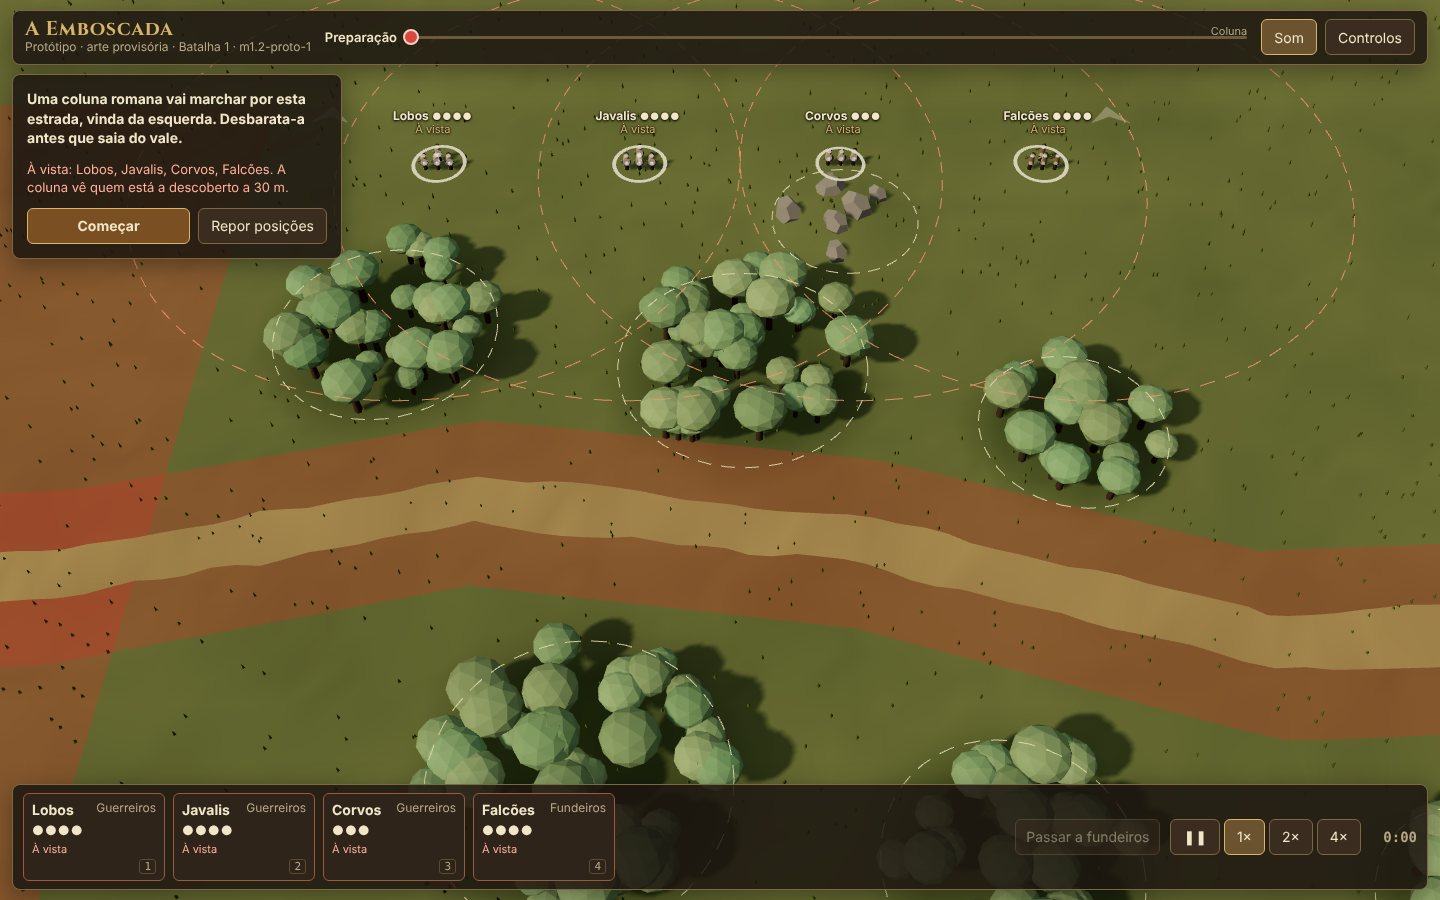 A Emboscada
Protótipo · arte provisória · Batalha 1 · m1.2-proto-1
Preparação
Coluna
Som
Controlos
Uma coluna romana vai marchar por esta
estrada, vinda da esquerda. Desbarata-a
antes que saia do vale.
À vista: Lobos, Javalis, Corvos, Falcões. A
coluna vê quem está a descoberto a 30 m.
Começar
Repor posições
Lobos
À vista
Javalis
À vista
Corvos
À vista
Falcões
À vista
Lobos Guerreiros
À vista
1
Javalis Guerreiros
À vista
2
Corvos Guerreiros
À vista
3
Falcões Fundeiros
À vista
4
Passar a fundeiros
1×
2×
4×
0:00